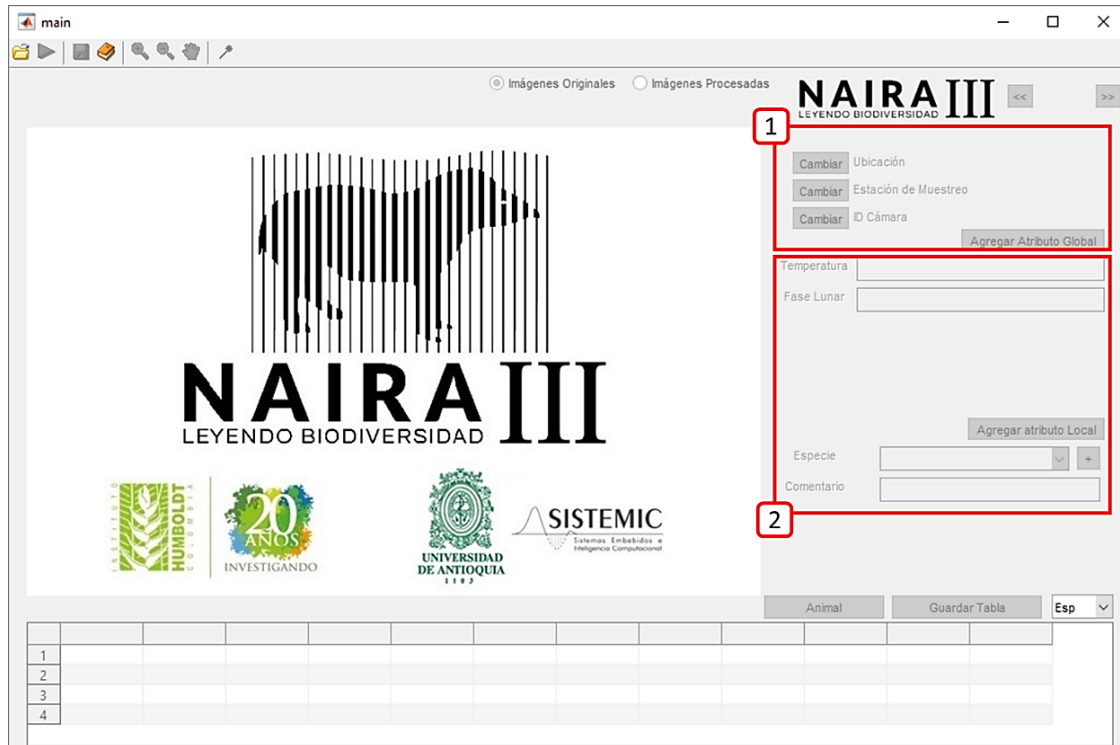 main
Imágenes Originales Imágenes Procesadas
NAIRA III
LEYENDO BIODIVERSIDAD
<< >>
1
Cambiar Ubicación
Cambiar Estación de Muestreo
Cambiar ID Cámara
Agregar Atributo Global
Temperatura
Fase Lunar
Agregar atributo Local
Especie +
Comentario
2
NAIRA III
LEYENDO BIODIVERSIDAD
INSTITUTO
HUMBOLDT
COLOMBIA
20
AÑOS
INVESTIGANDO
UNIVERSIDAD
DE ANTIOQUIA
1803
SISTEMIC
Sistemas Embebidos e
Inteligencia Computacional
Animal Guardar Tabla Esp
1
2
3
4